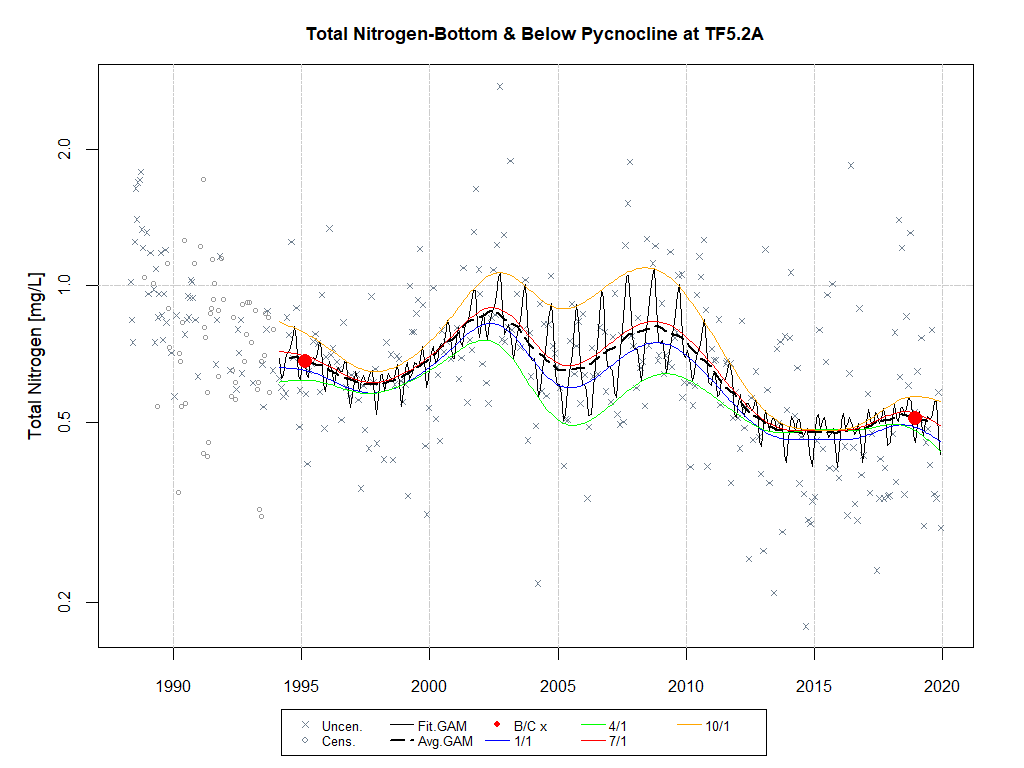 Total Nitrogen-Bottom & Below Pycnocline at TF5.2A
Total Nitrogen [mg/L]
2.0
1.0
0.5
0.2
1990 1995 2000 2005 2010 2015 2020
Uncen. Fit.GAM B/C x 4/1 10/1
Cens. Avg.GAM 1/1 7/1